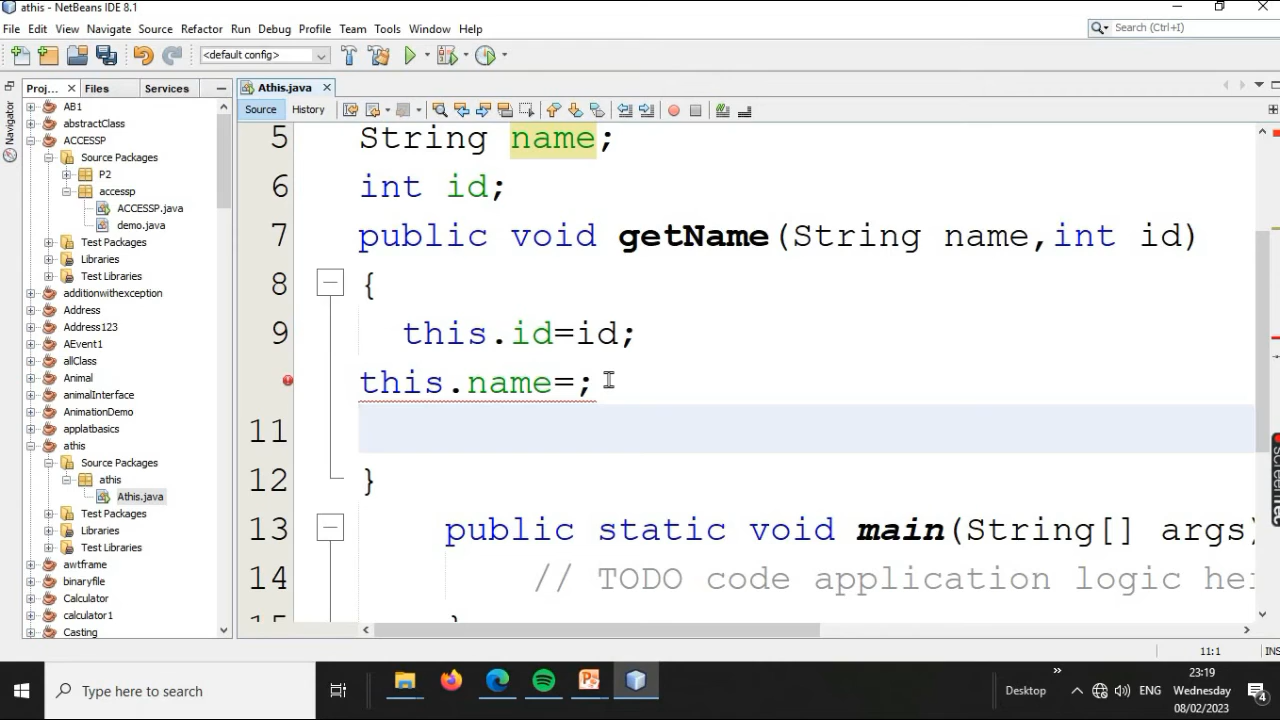 athis - NetBeans IDE 8.1
File Edit View Navigate Source Refactor Run Debug Profile Team Tools Window Help
Search (Ctrl+I)
<default config>
Proj... Files Services
Athis.java
Navigator
Source History
AB1
abstractClass
ACCESSP
Source Packages
P2
accessp
ACCESSP.java
demo.java
Test Packages
Libraries
Test Libraries
additionwithexception
Address
Address123
AEvent1
allClass
Animal
animalInterface
AnimationDemo
applatbasics
athis
Source Packages
athis
Athis.java
Test Packages
Libraries
Test Libraries
awtframe
binaryfile
Calculator
calculator1
Casting
5 String name;
6 int id;
7 public void getName(String name,int id)
8 {
9 this.id=id;
this.name=;
11
12 }
13 public static void main(String[] args)
14 // TODO code application logic her
11:1 INS
Type here to search
Desktop
ENG
23:19
Wednesday
08/02/2023
4